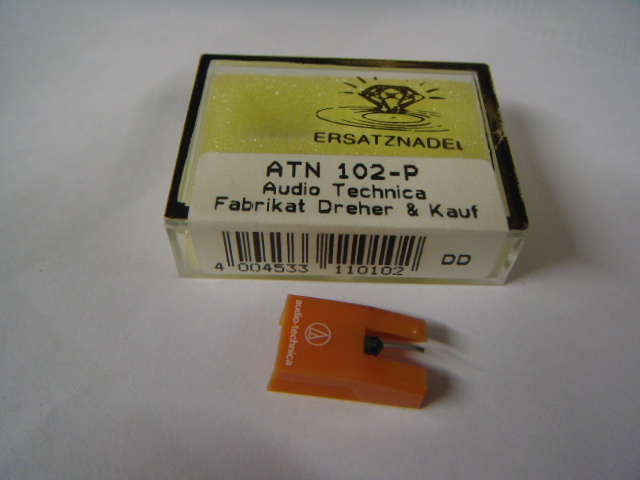 ERSATZNADEL
ATN 102-P
Audio Technica
Fabrikat Dreher & Kauf
4 004533 110102
DD
audio-technica